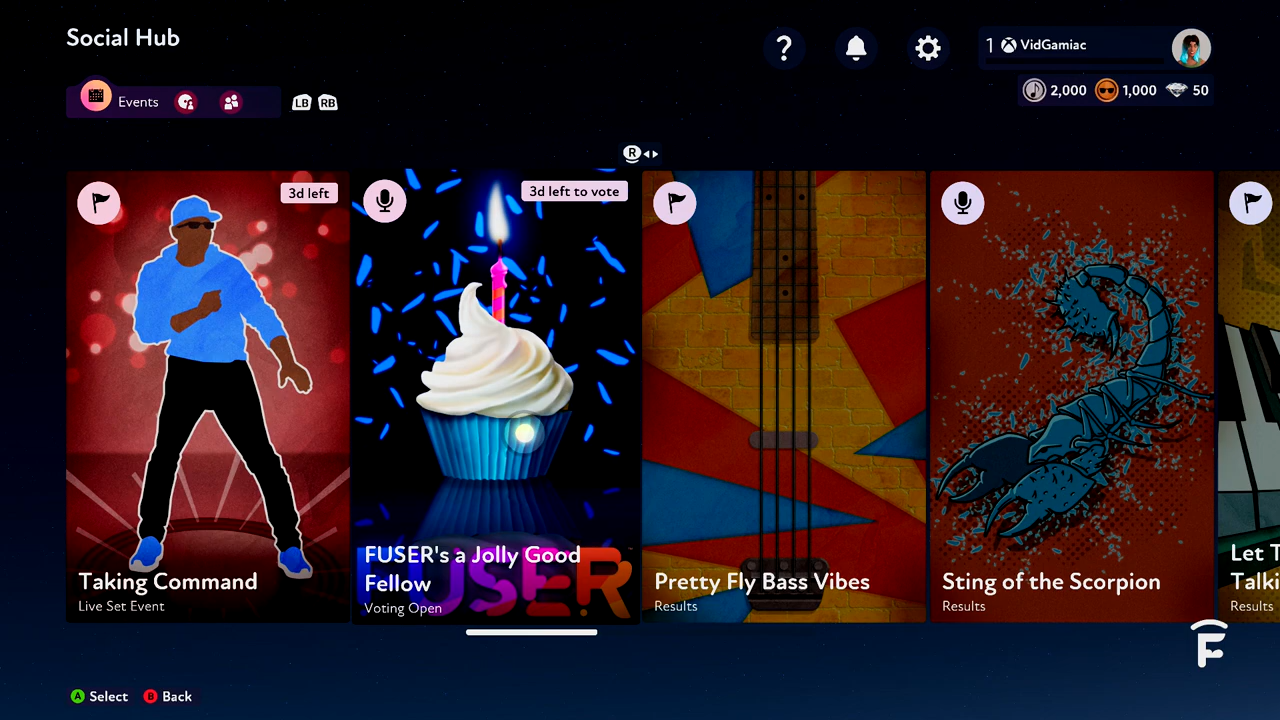 Social Hub
?
1 VidGamiac
Events
LB RB
2,000 1,000 50
R
3d left
3d left to vote
Taking Command
Live Set Event
FUSER
FUSER's a Jolly Good
Fellow
Voting Open
Pretty Fly Bass Vibes
Results
Sting of the Scorpion
Results
Let T
Talki
Results
F
A Select B Back